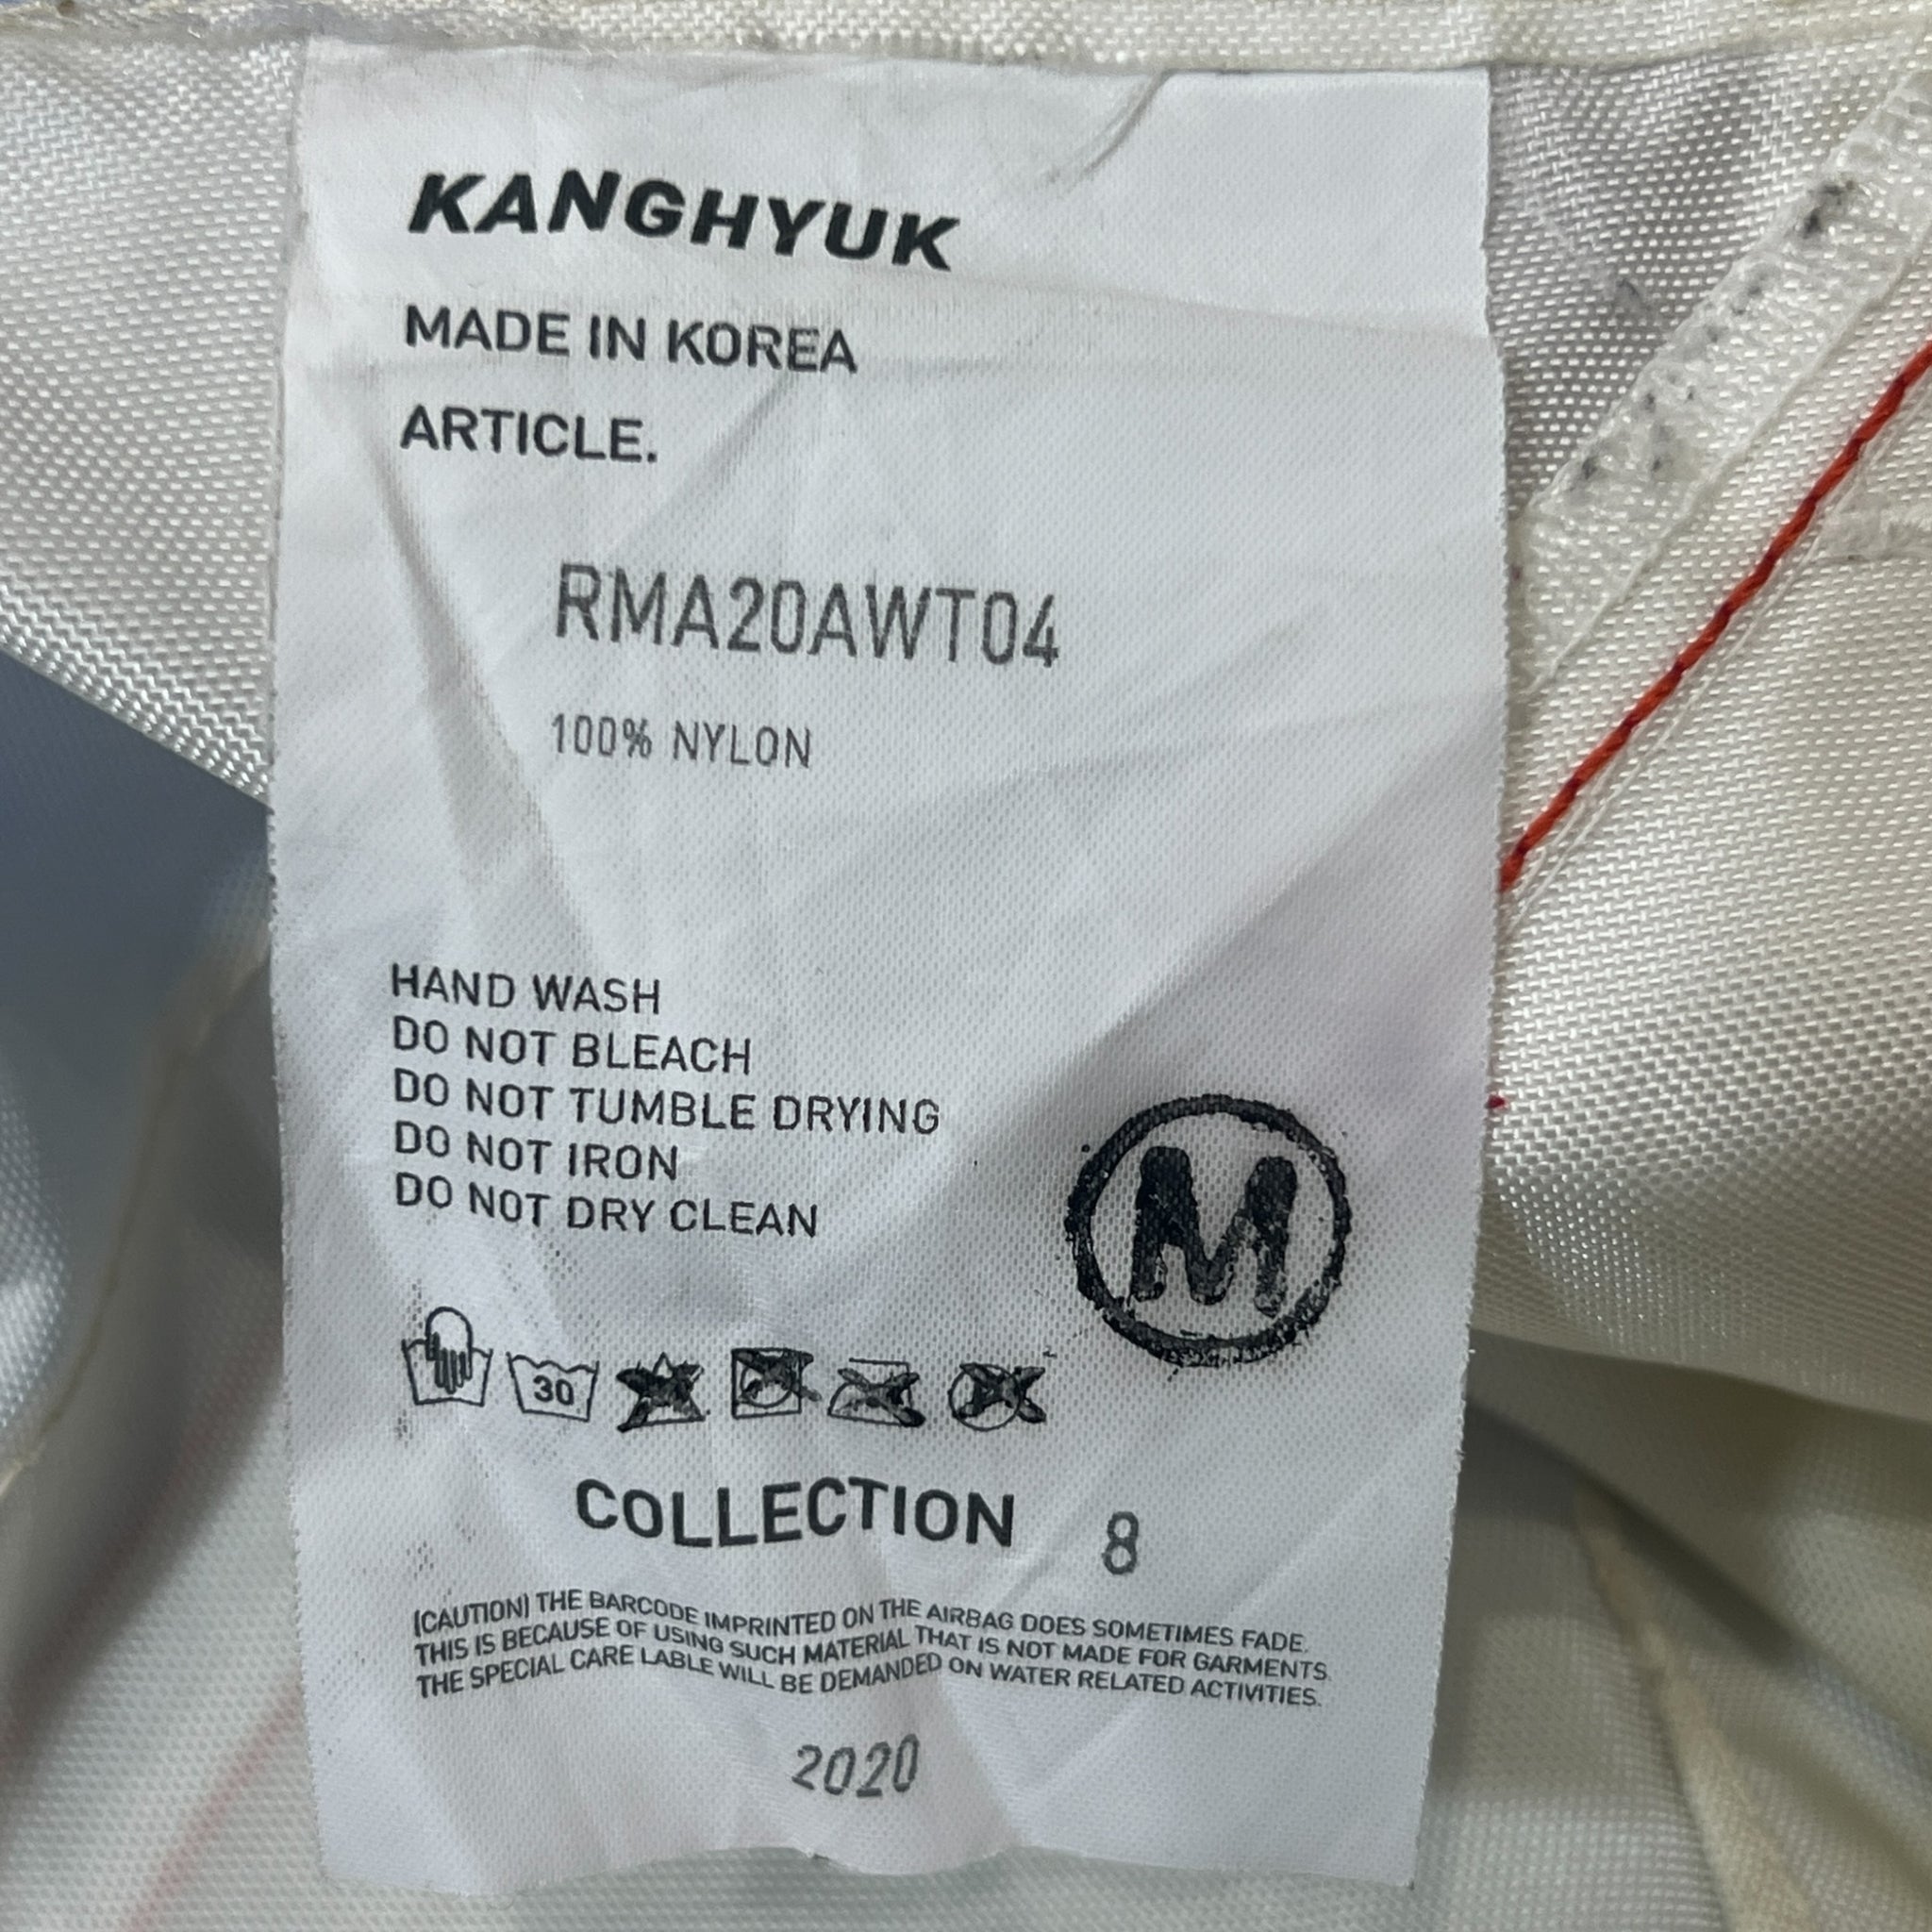 KANGHYUK
MADE IN KOREA
ARTICLE.
RMA20AWT04
100% NYLON
HAND WASH
DO NOT BLEACH
DO NOT TUMBLE DRYING
DO NOT IRON
DO NOT DRY CLEAN
M
30
COLLECTION 8
(CAUTION) THE BARCODE IMPRINTED ON THE AIRBAG DOES SOMETIMES FADE.
THIS IS BECAUSE OF USING SUCH MATERIAL THAT IS NOT MADE FOR GARMENTS.
THE SPECIAL CARE LABLE WILL BE DEMANDED ON WATER RELATED ACTIVITIES.
2020